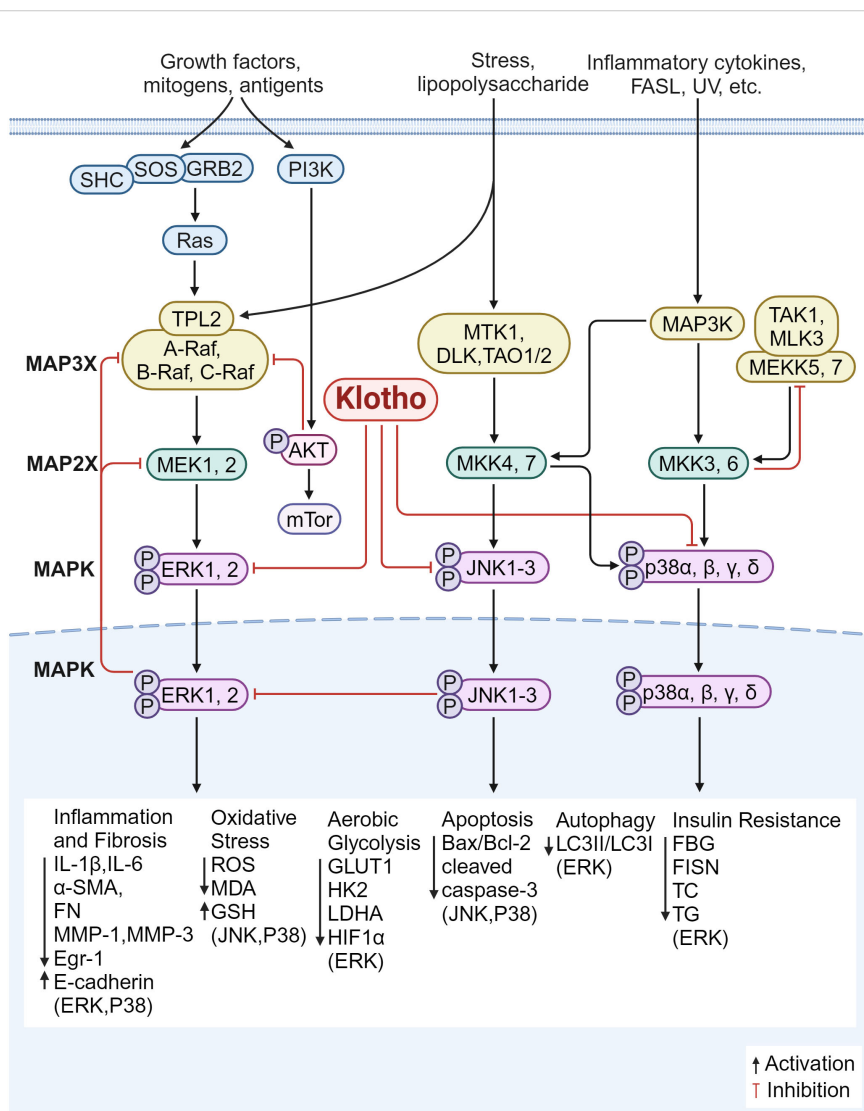 Growth factors,
mitogens, antigents
Stress,
lipopolysaccharide
Inflammatory cytokines,
FASL, UV, etc.
SHC
SOS
GRB2
PI3K
Ras
TPL2
A-Raf,
B-Raf, C-Raf
MTK1,
DLK,TAO1/2
MAP3K
TAK1,
MLK3
MEKK5, 7
MAP3X
Klotho
P
AKT
MAP2X
MEK1, 2
MKK4, 7
MKK3, 6
mTor
MAPK
P
P
ERK1, 2
P
P
JNK1-3
P
P
p38α, β, γ, δ
MAPK
P
P
ERK1, 2
P
P
JNK1-3
P
P
p38α, β, γ, δ
Inflammation
and Fibrosis
IL-1β,IL-6
α-SMA,
FN
MMP-1,MMP-3
Egr-1
E-cadherin
(ERK,P38)
Oxidative
Stress
ROS
MDA
GSH
(JNK,P38)
Aerobic
Glycolysis
GLUT1
HK2
LDHA
HIF1α
(ERK)
Apoptosis
Bax/Bcl-2
cleaved
caspase-3
(JNK,P38)
Autophagy
LC3II/LC3I
(ERK)
Insulin Resistance
FBG
FISN
TC
TG
(ERK)
Activation
Inhibition